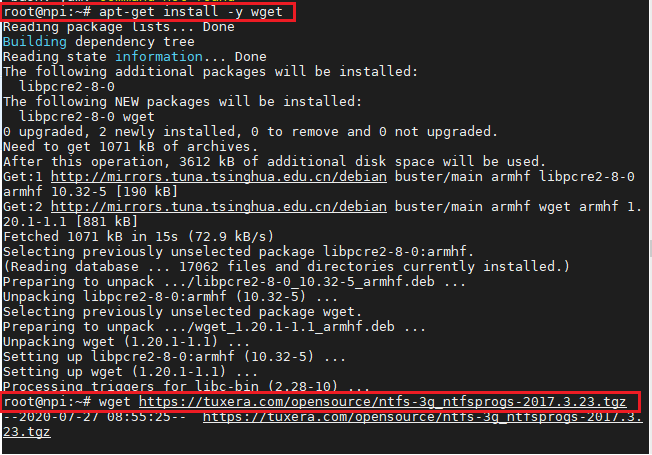 root@npi:~# apt-get install -y wget
Reading package lists... Done
Building dependency tree
Reading state information... Done
The following additional packages will be installed:
  libpcre2-8-0
The following NEW packages will be installed:
  libpcre2-8-0 wget
0 upgraded, 2 newly installed, 0 to remove and 0 not upgraded.
Need to get 1071 kB of archives.
After this operation, 3612 kB of additional disk space will be used.
Get:1 http://mirrors.tuna.tsinghua.edu.cn/debian buster/main armhf libpcre2-8-0
armhf 10.32-5 [190 kB]
Get:2 http://mirrors.tuna.tsinghua.edu.cn/debian buster/main armhf wget armhf 1.
20.1-1.1 [881 kB]
Fetched 1071 kB in 15s (72.9 kB/s)
Selecting previously unselected package libpcre2-8-0:armhf.
(Reading database ... 17062 files and directories currently installed.)
Preparing to unpack .../libpcre2-8-0_10.32-5_armhf.deb ...
Unpacking libpcre2-8-0:armhf (10.32-5) ...
Selecting previously unselected package wget.
Preparing to unpack .../wget_1.20.1-1.1_armhf.deb ...
Unpacking wget (1.20.1-1.1) ...
Setting up libpcre2-8-0:armhf (10.32-5) ...
Setting up wget (1.20.1-1.1) ...
Processing triggers for libc-bin (2.28-10) ...
root@npi:~# wget https://tuxera.com/opensource/ntfs-3g_ntfsprogs-2017.3.23.tgz
--2020-07-27 08:55:25--  https://tuxera.com/opensource/ntfs-3g_ntfsprogs-2017.3.
23.tgz